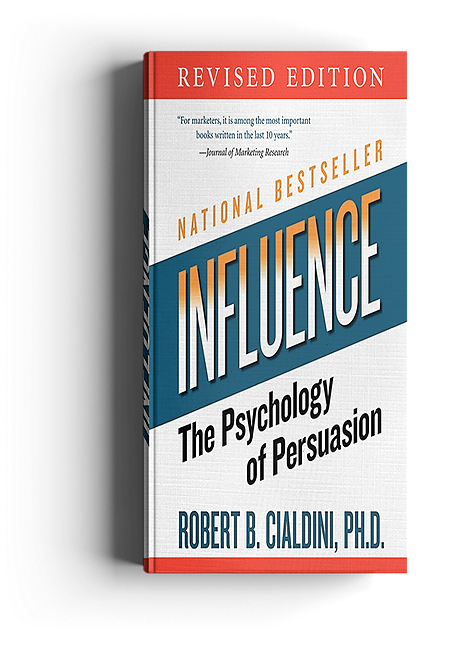 REVISED EDITION
“For marketers, it is among the most important
books written in the last 10 years.”
—Journal of Marketing Research
NATIONAL BESTSELLER
INFLUENCE
The Psychology
of Persuasion
ROBERT B. CIALDINI, PH.D.
INFLUENCE